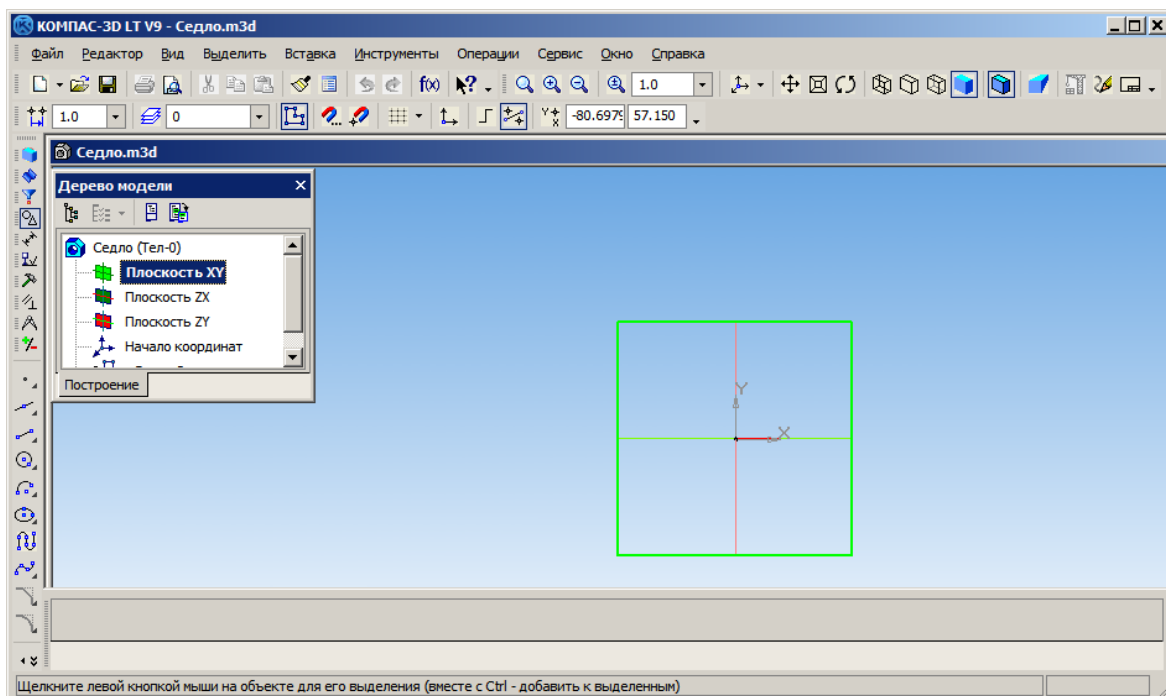 КОМПАС-3D LT V9 - Седло.m3d
Файл Редактор Вид Выделить Вставка Инструменты Операции Сервис Окно Справка
f(x) ? 1.0
1.0 0 Y X -80.6979 57.150
Седло.m3d
Дерево модели
Седло (Тел-0)
Плоскость XY
Плоскость ZX
Плоскость ZY
Начало координат
Построение
Y
X
Щелкните левой кнопкой мыши на объекте для его выделения (вместе с Ctrl - добавить к выделенным)